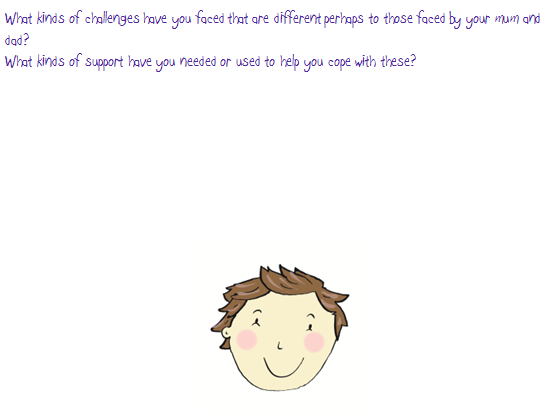 What kinds of challenges have you faced that are different perhaps to those faced by your mum and
dad?
What kinds of support have you needed or used to help you cope with these?